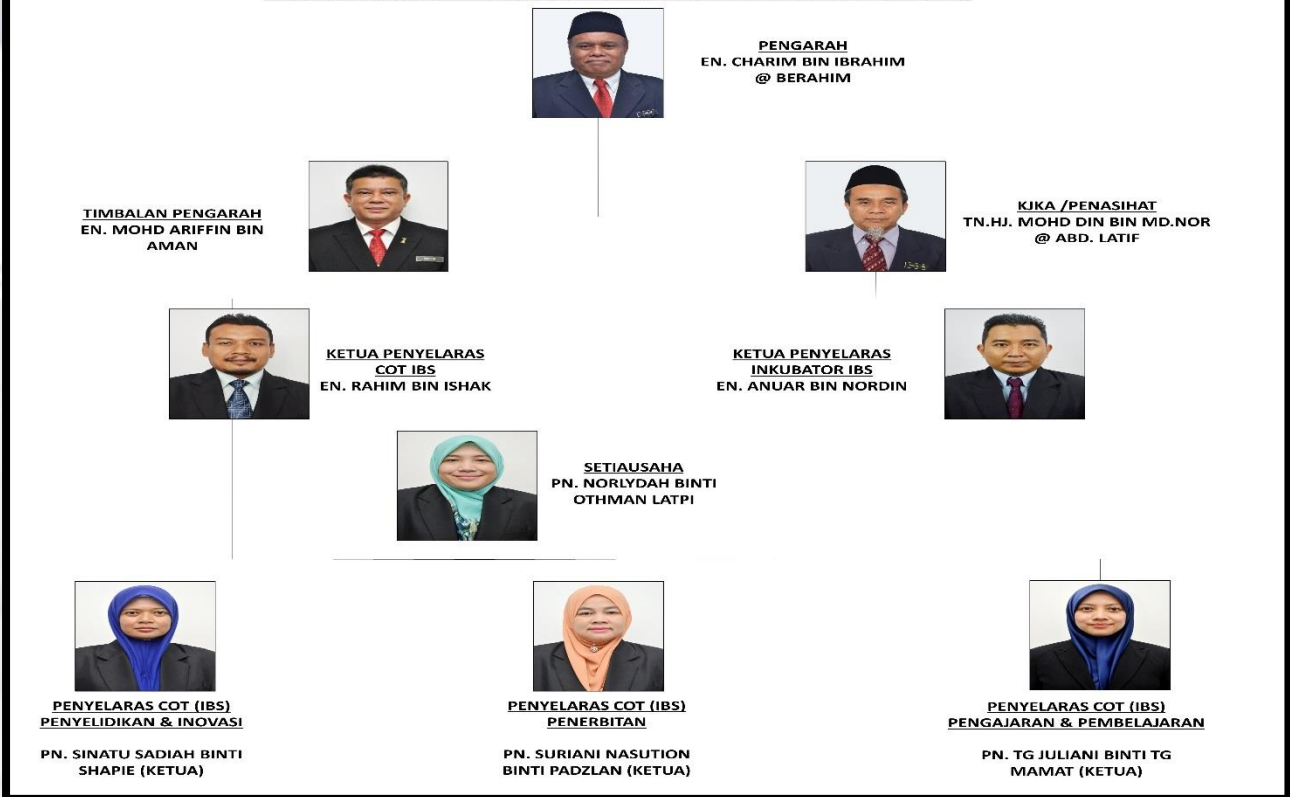 PENGARAH
EN. CHARIM BIN IBRAHIM
@ BERAHIM
TIMBALAN PENGARAH
EN. MOHD ARIFFIN BIN
AMAN
KJKA /PENASIHAT
TN.HJ. MOHD DIN BIN MD.NOR
@ ABD. LATIF
KETUA PENYELARAS
COT IBS
EN. RAHIM BIN ISHAK
KETUA PENYELARAS
INKUBATOR IBS
EN. ANUAR BIN NORDIN
SETIAUSAHA
PN. NORLYDAH BINTI
OTHMAN LATPI
PENYELARAS COT (IBS)
PENYELIDIKAN & INOVASI
PN. SINATU SADIAH BINTI
SHAPIE (KETUA)
PENYELARAS COT (IBS)
PENERBITAN
PN. SURIANI NASUTION
BINTI PADZLAN (KETUA)
PENYELARAS COT (IBS)
PENGAJARAN & PEMBELAJARAN
PN. TG JULIANI BINTI TG
MAMAT (KETUA)